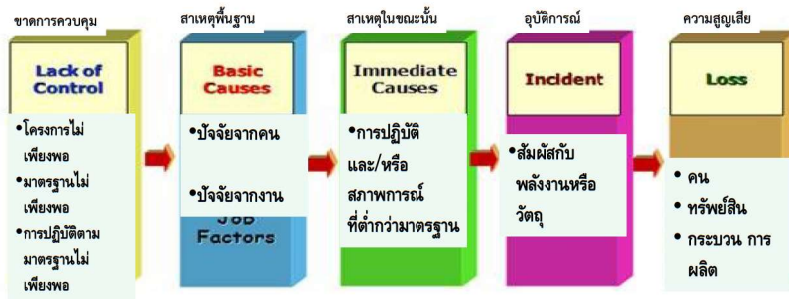 ขาดการควบคุม
Lack of
Control
•โครงการไม่
เพียงพอ
•มาตรฐานไม่
เพียงพอ
•การปฏิบัติตาม
มาตรฐานไม่
เพียงพอ
สาเหตุพื้นฐาน
Basic
Causes
•ปัจจัยจากคน
•ปัจจัยจากงาน
Job
Factors
สาเหตุในขณะนั้น
Immediate
Causes
•การปฏิบัติ
และ/หรือ
สภาพการณ์
ที่ต่ำกว่ามาตรฐาน
อุบัติการณ์
Incident
•สัมผัสกับ
พลังงานหรือ
วัตถุ
ความสูญเสีย
Loss
• คน
• ทรัพย์สิน
• กระบวน การ
ผลิต